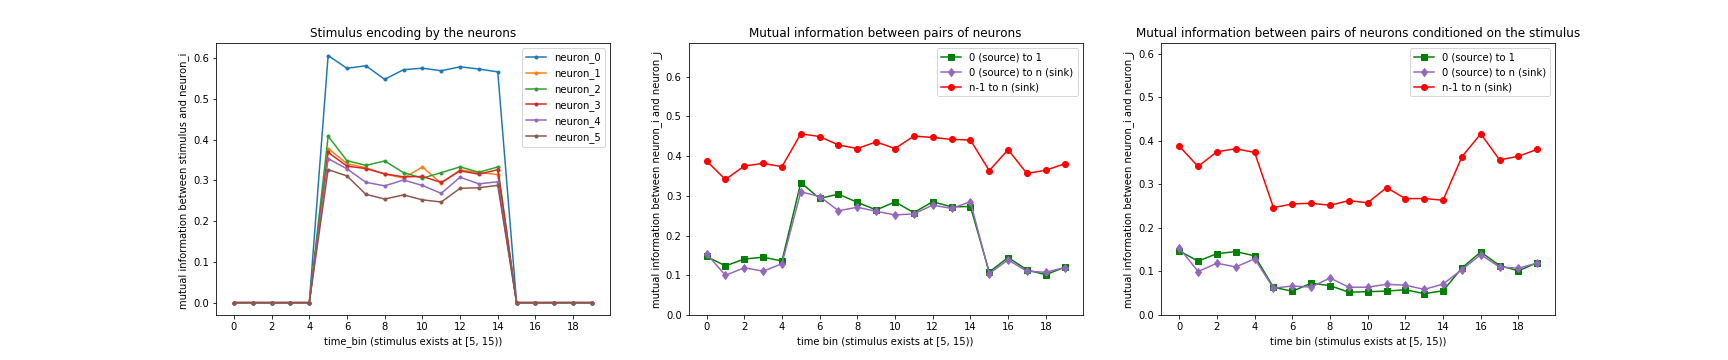 Stimulus encoding by the neurons
mutual information between stimulus and neuron_i
0.6
0.5
0.4
0.3
0.2
0.1
0.0
neuron_0
neuron_1
neuron_2
neuron_3
neuron_4
neuron_5
0 2 4 6 8 10 12 14 16 18
time_bin (stimulus exists at [5, 15))
Mutual information between pairs of neurons
mutual information between neuron_i and neuron_j
0.6
0.5
0.4
0.3
0.2
0.1
0.0
0 (source) to 1
0 (source) to n (sink)
n-1 to n (sink)
0 2 4 6 8 10 12 14 16 18
time bin (stimulus exists at [5, 15))
Mutual information between pairs of neurons conditioned on the stimulus
mutual information between neuron_i and neuron_j
0.6
0.5
0.4
0.3
0.2
0.1
0.0
0 (source) to 1
0 (source) to n (sink)
n-1 to n (sink)
0 2 4 6 8 10 12 14 16 18
time bin (stimulus exists at [5, 15))